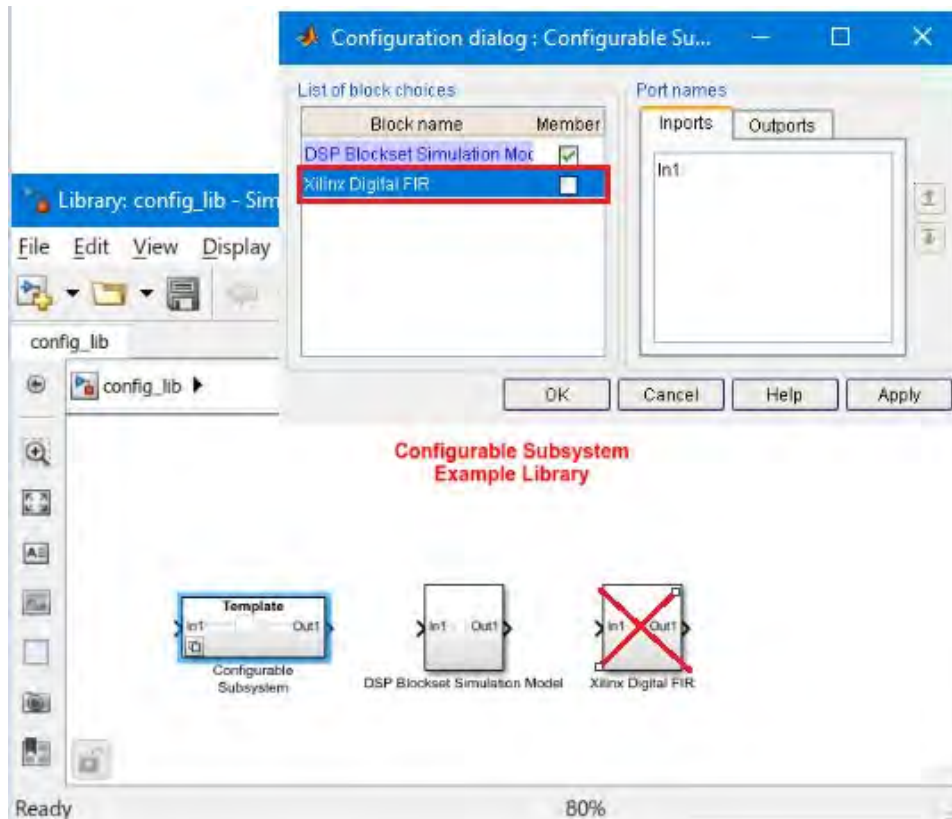 Configuration dialog : Configurable Su...
List of block choices
Port names
Block name Member
Inports Outports
DSP Blockset Simulation Moc
Xilinx Digital FIR
In1
Library: config_lib - Sim
File Edit View Display
config_lib
config_lib
OK Cancel Help Apply
Configurable Subsystem
Example Library
Template
In1 Out1
Configurable
Subsystem
In1 Out1
DSP Blockset Simulation Model
In1 Out1
Xilinx Digital FIR
Ready 80%